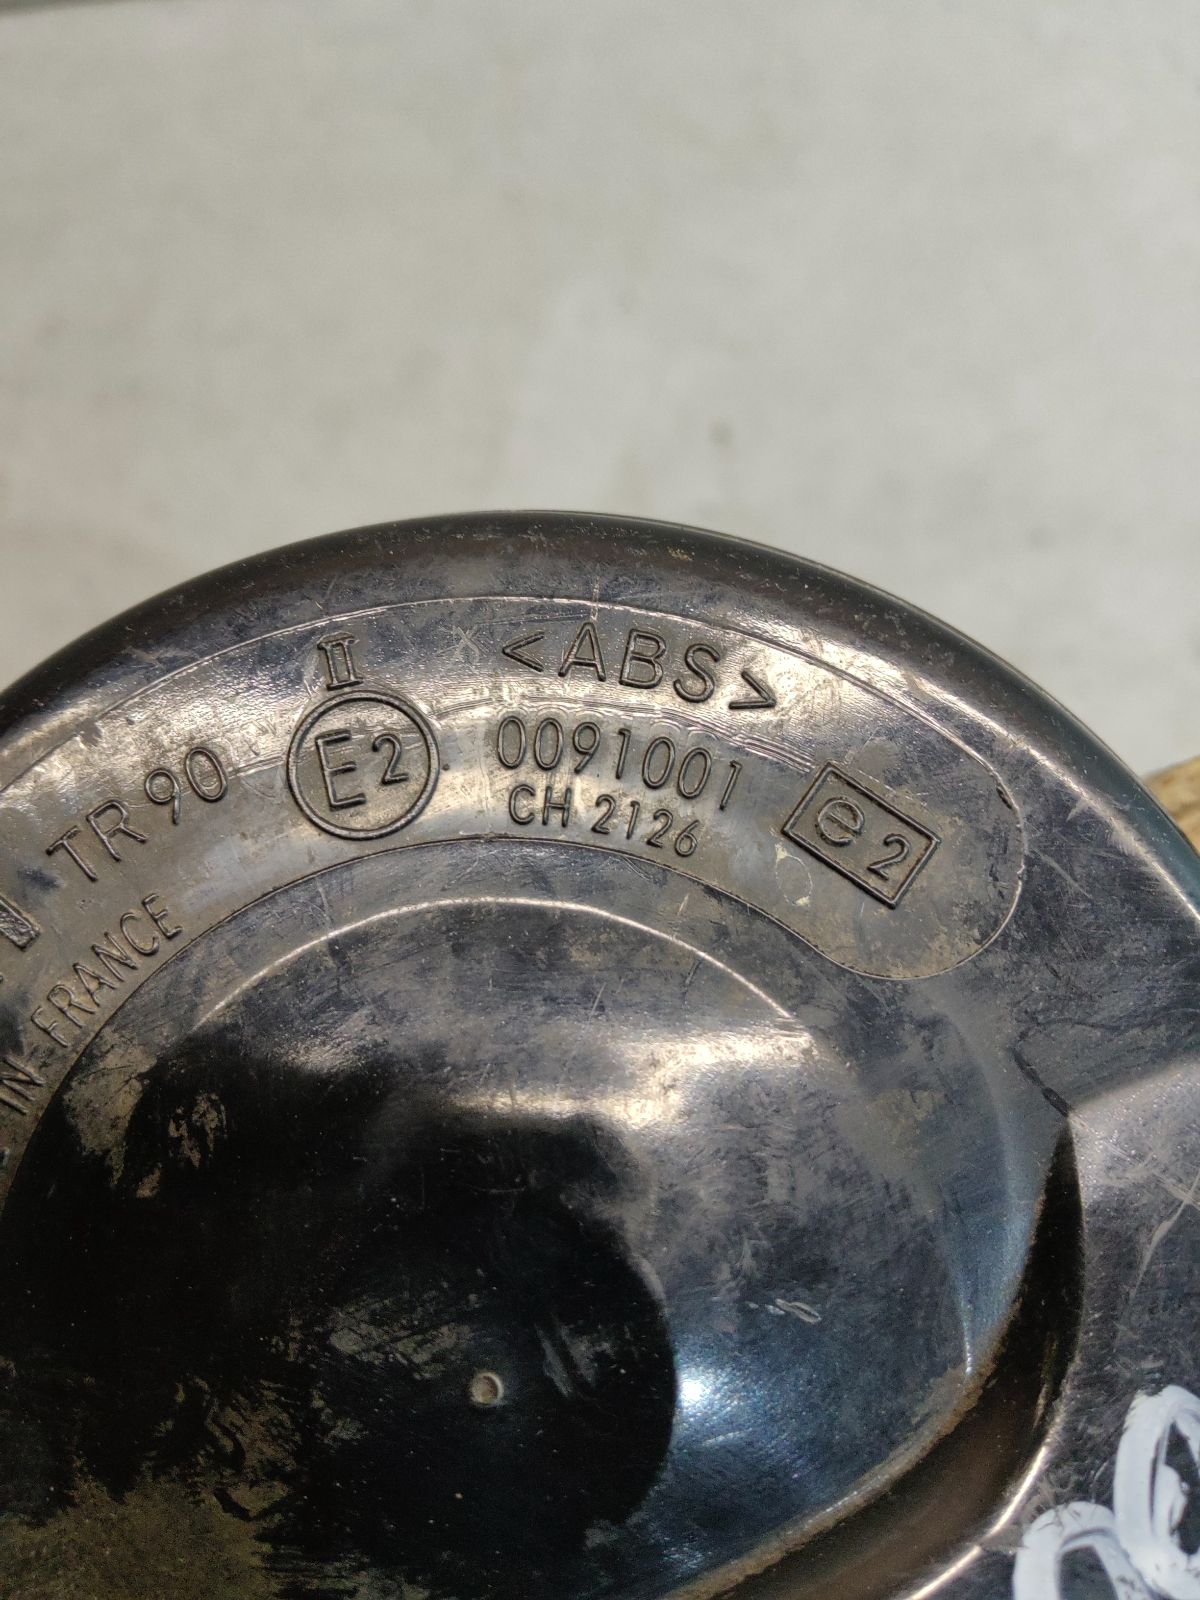 II
<ABS>
TR 90
E2
0091001
CH 2126
e2
IN FRANCE